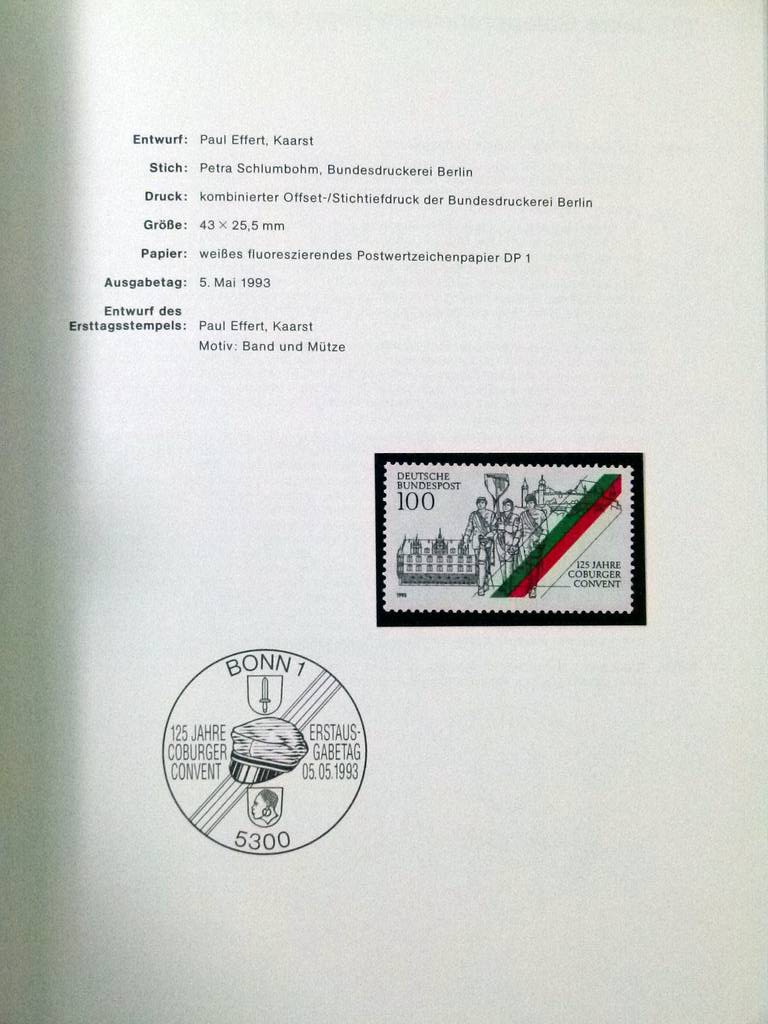 Entwurf: Paul Effert, Kaarst
Stich: Petra Schlumbohm, Bundesdruckerei Berlin
Druck: kombinierter Offset-/Stichtiefdruck der Bundesdruckerei Berlin
Größe: 43 × 25,5 mm
Papier: weißes fluoreszierendes Postwertzeichenpapier DP 1
Ausgabetag: 5. Mai 1993
Entwurf des
Ersttagsstempels: Paul Effert, Kaarst
Motiv: Band und Mütze
DEUTSCHE
BUNDESPOST
100
125 JAHRE
COBURGER
CONVENT
1993
BONN 1
125 JAHRE
COBURGER
CONVENT
ERSTAUS-
GABETAG
05.05.1993
5300